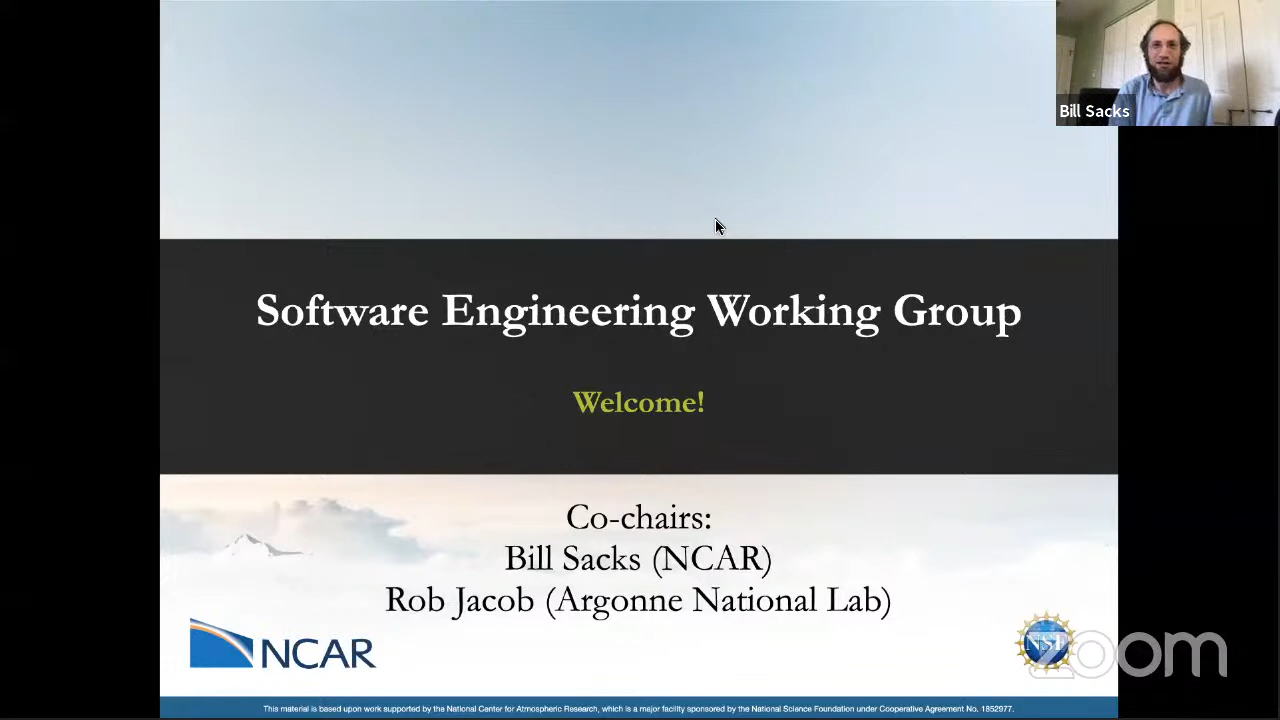 Bill Sacks
Software Engineering Working Group
Welcome!
Co-chairs:
Bill Sacks (NCAR)
Rob Jacob (Argonne National Lab)
NCAR
NSF
zoom
This material is based upon work supported by the National Center for Atmospheric Research, which is a major facility sponsored by the National Science Foundation under Cooperative Agreement No. 1852977.